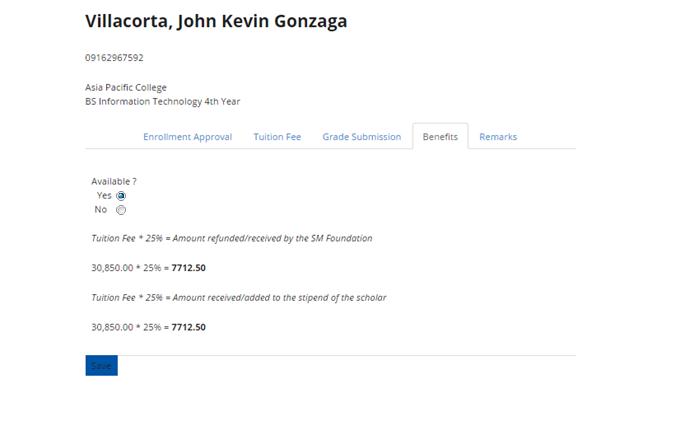 Villacorta, John Kevin Gonzaga
09162967592
Asia Pacific College
BS Information Technology 4th Year
Enrollment Approval Tuition Fee Grade Submission Benefits Remarks
Available ?
Yes
No
Tuition Fee * 25% = Amount refunded/received by the SM Foundation
30,850.00 * 25% = 7712.50
Tuition Fee * 25% = Amount received/added to the stipend of the scholar
30,850.00 * 25% = 7712.50
Save